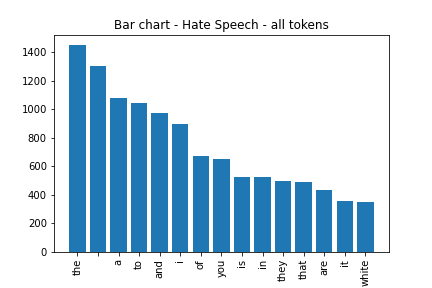 Bar chart - Hate Speech - all tokens
1400
1200
1000
800
600
400
200
0
the
a
to
and
i
of
you
is
in
they
that
are
it
white